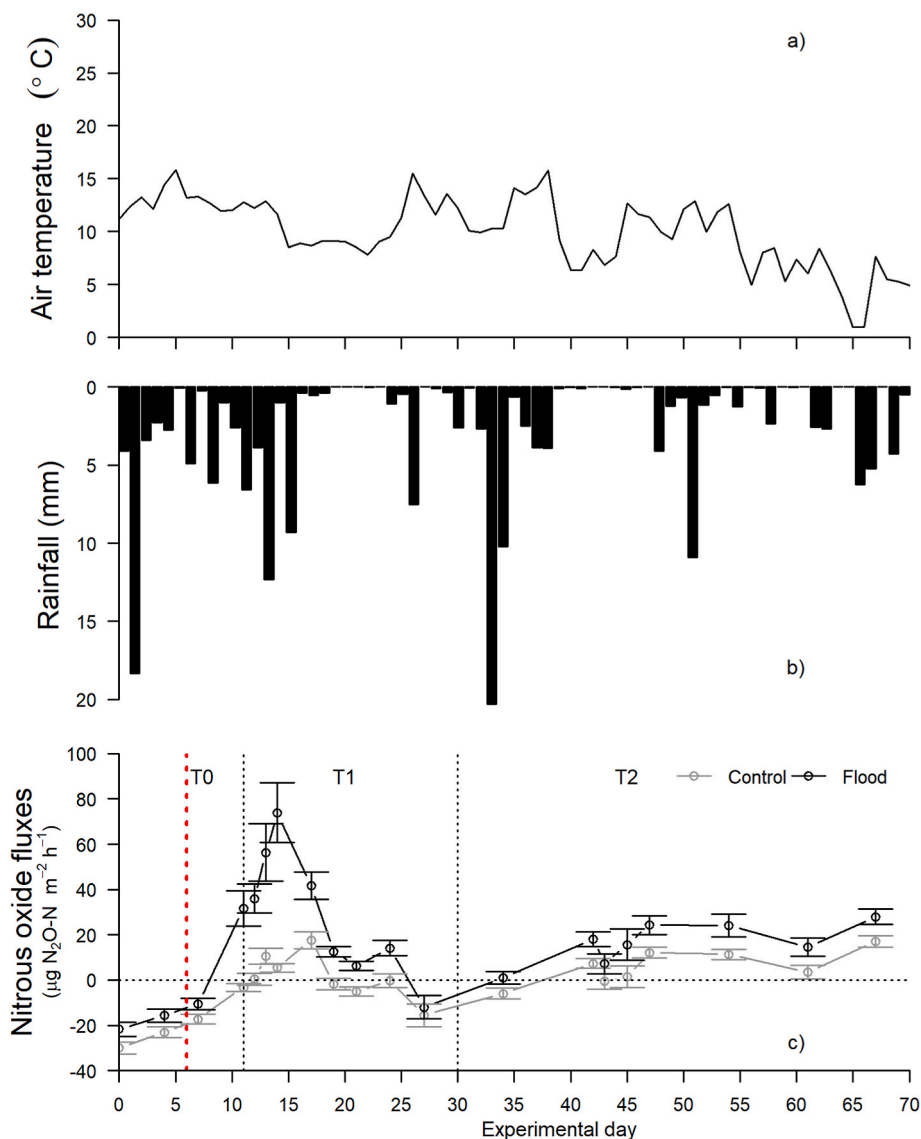 a)
Air temperature (° C)
30
25
20
15
10
5
0
b)
Rainfall (mm)
0
5
10
15
20
T0
T1
T2
Control
Flood
Nitrous oxide fluxes
(µg N₂O-N m⁻² h⁻¹)
100
80
60
40
20
0
-20
-40
c)
0 5 10 15 20 25 30 35 40 45 50 55 60 65 70
Experimental day